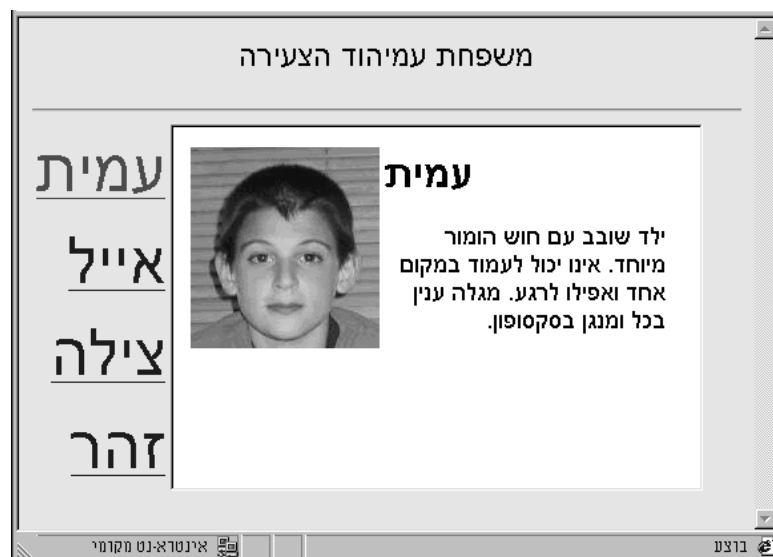 משפחת עמיהוד הצעירה
עמית
אייל
צילה
זהר
עמית
ילד שובב עם חוש הומור
מיוחד. אינו יכול לעמוד במקום
אחד ואפילו לרגע. מגלה ענין
בכל ומנגן בסקסופון.
בוצע
אינטרא-נט מקומי